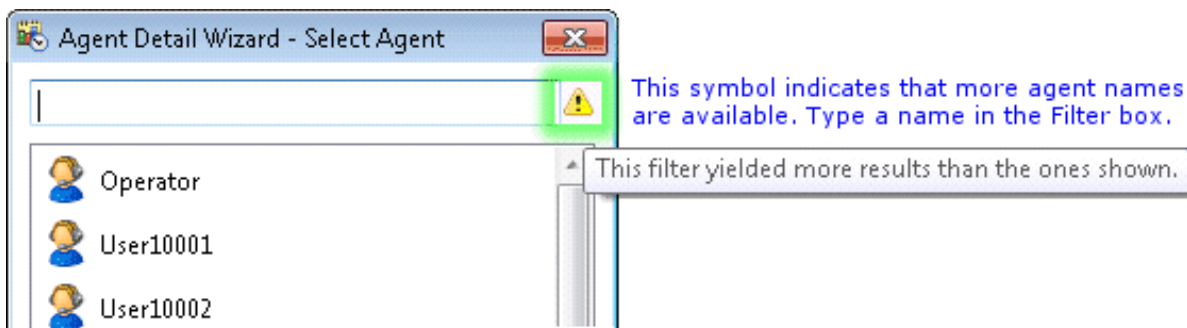 Agent Detail Wizard - Select Agent
This symbol indicates that more agent names
are available. Type a name in the Filter box.
This filter yielded more results than the ones shown.
Operator
User10001
User10002